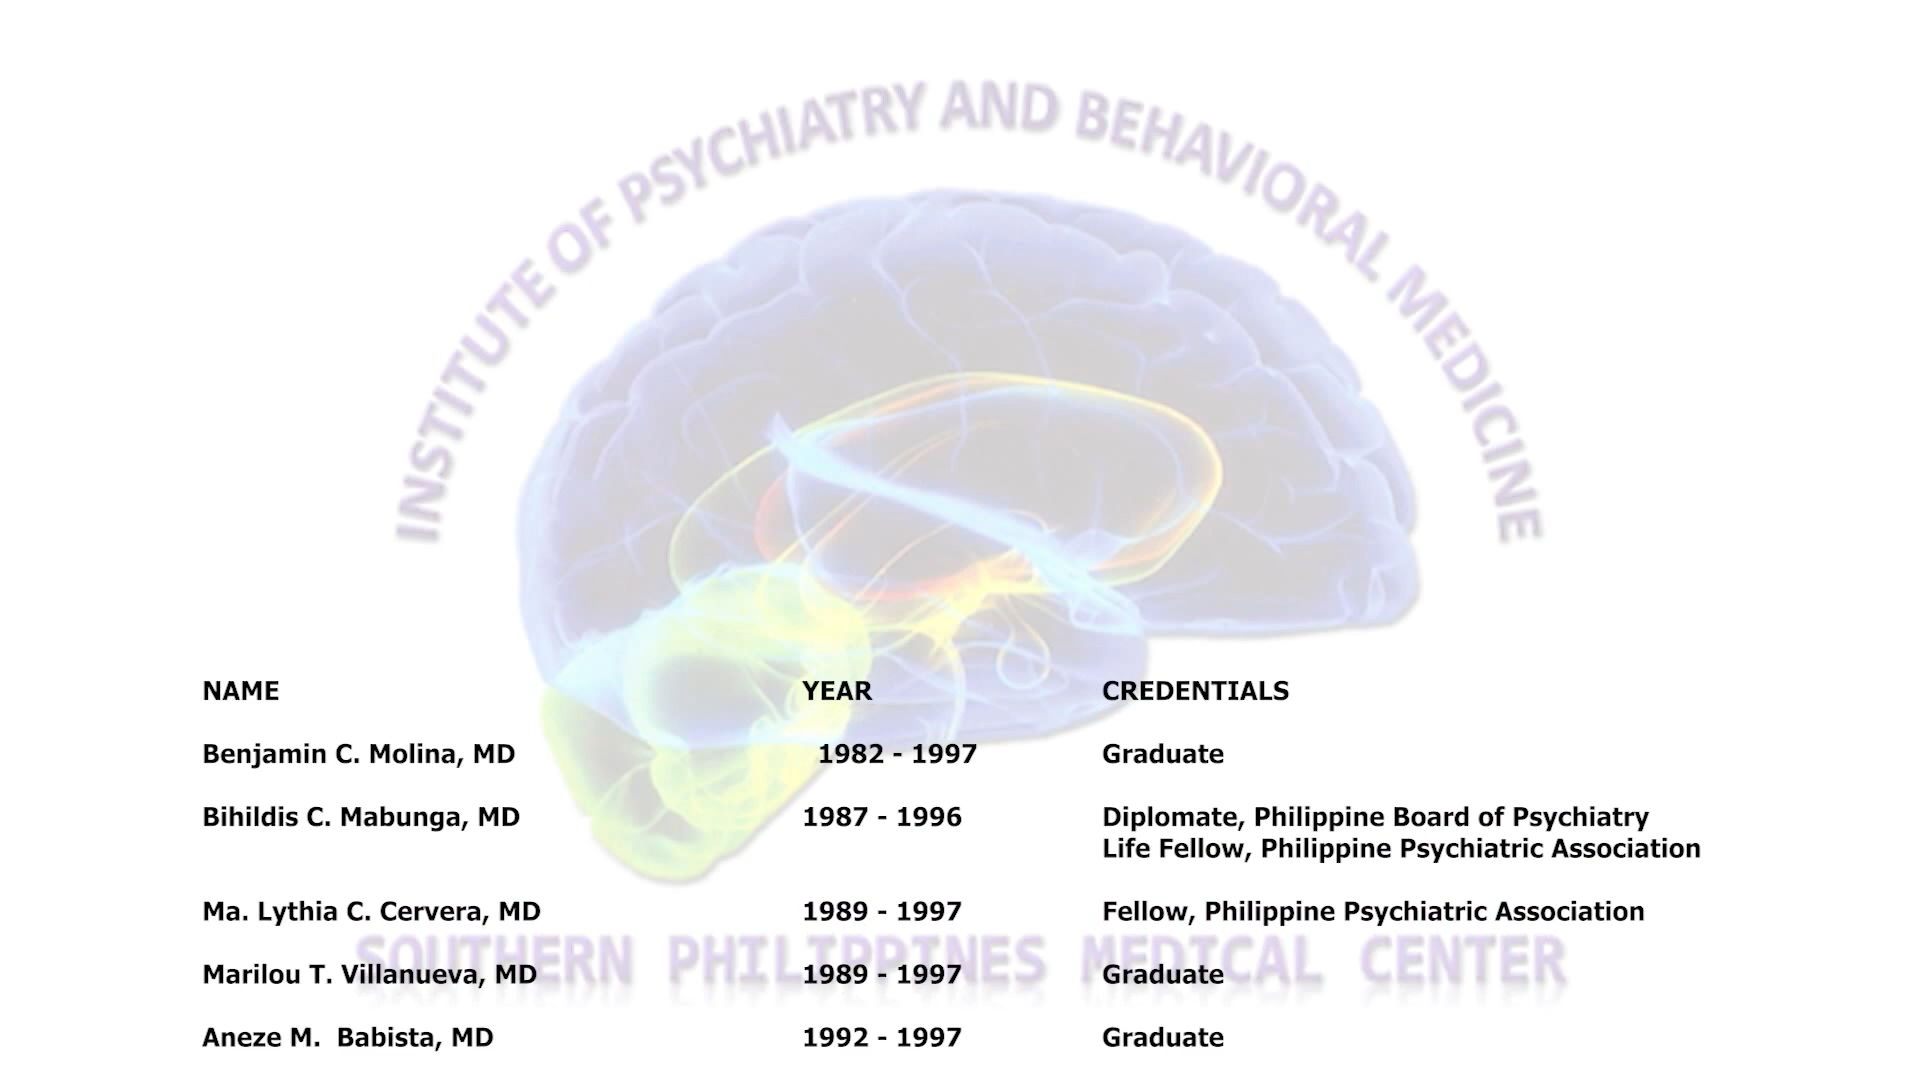 INSTITUTE OF PSYCHIATRY AND BEHAVIORAL MEDICINE
NAME YEAR CREDENTIALS
Benjamin C. Molina, MD 1982 - 1997 Graduate
Bihildis C. Mabunga, MD 1987 - 1996 Diplomate, Philippine Board of Psychiatry
Life Fellow, Philippine Psychiatric Association
Ma. Lythia C. Cervera, MD 1989 - 1997 Fellow, Philippine Psychiatric Association
SOUTHERN PHILIPPINES MEDICAL CENTER
Marilou T. Villanueva, MD 1989 - 1997 Graduate
Aneze M.  Babista, MD 1992 - 1997 Graduate